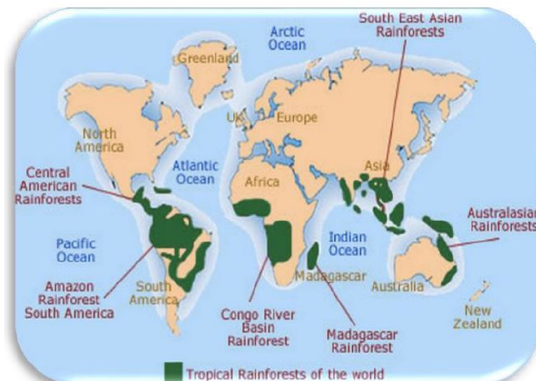 South East Asian
Rainforests
Arctic
Ocean
Greenland
UK
Europe
North
America
Atlantic
Ocean
Asia
Central
American
Rainforests
Africa
Australasian
Rainforests
Pacific
Ocean
Indian
Ocean
Amazon
Rainforest
South America
South
America
Madagascar
Australia
Congo River
Basin
Rainforest
Madagascar
Rainforest
New
Zealand
Tropical Rainforests of the world